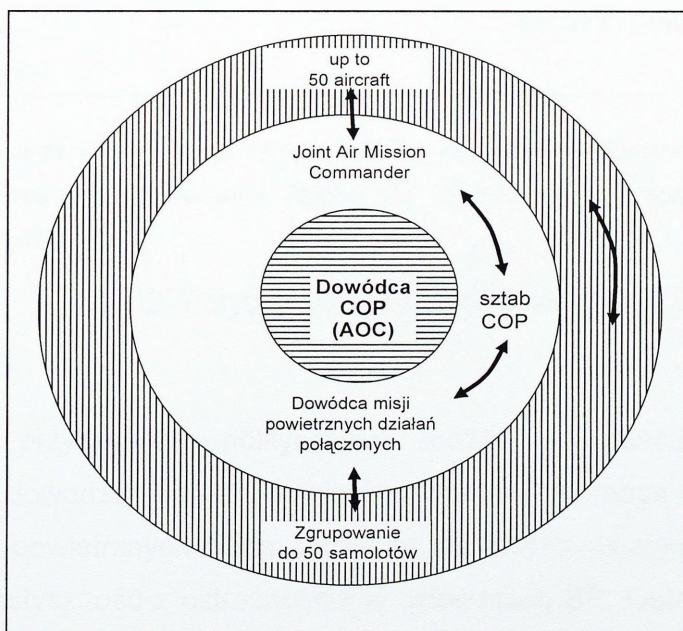 up to
50 aircraft
Joint Air Mission
Commander
Dowódca
COP
(AOC)
sztab
COP
Dowódca misji
powietrznych działań
połączonych
Zgrupowanie
do 50 samolotów